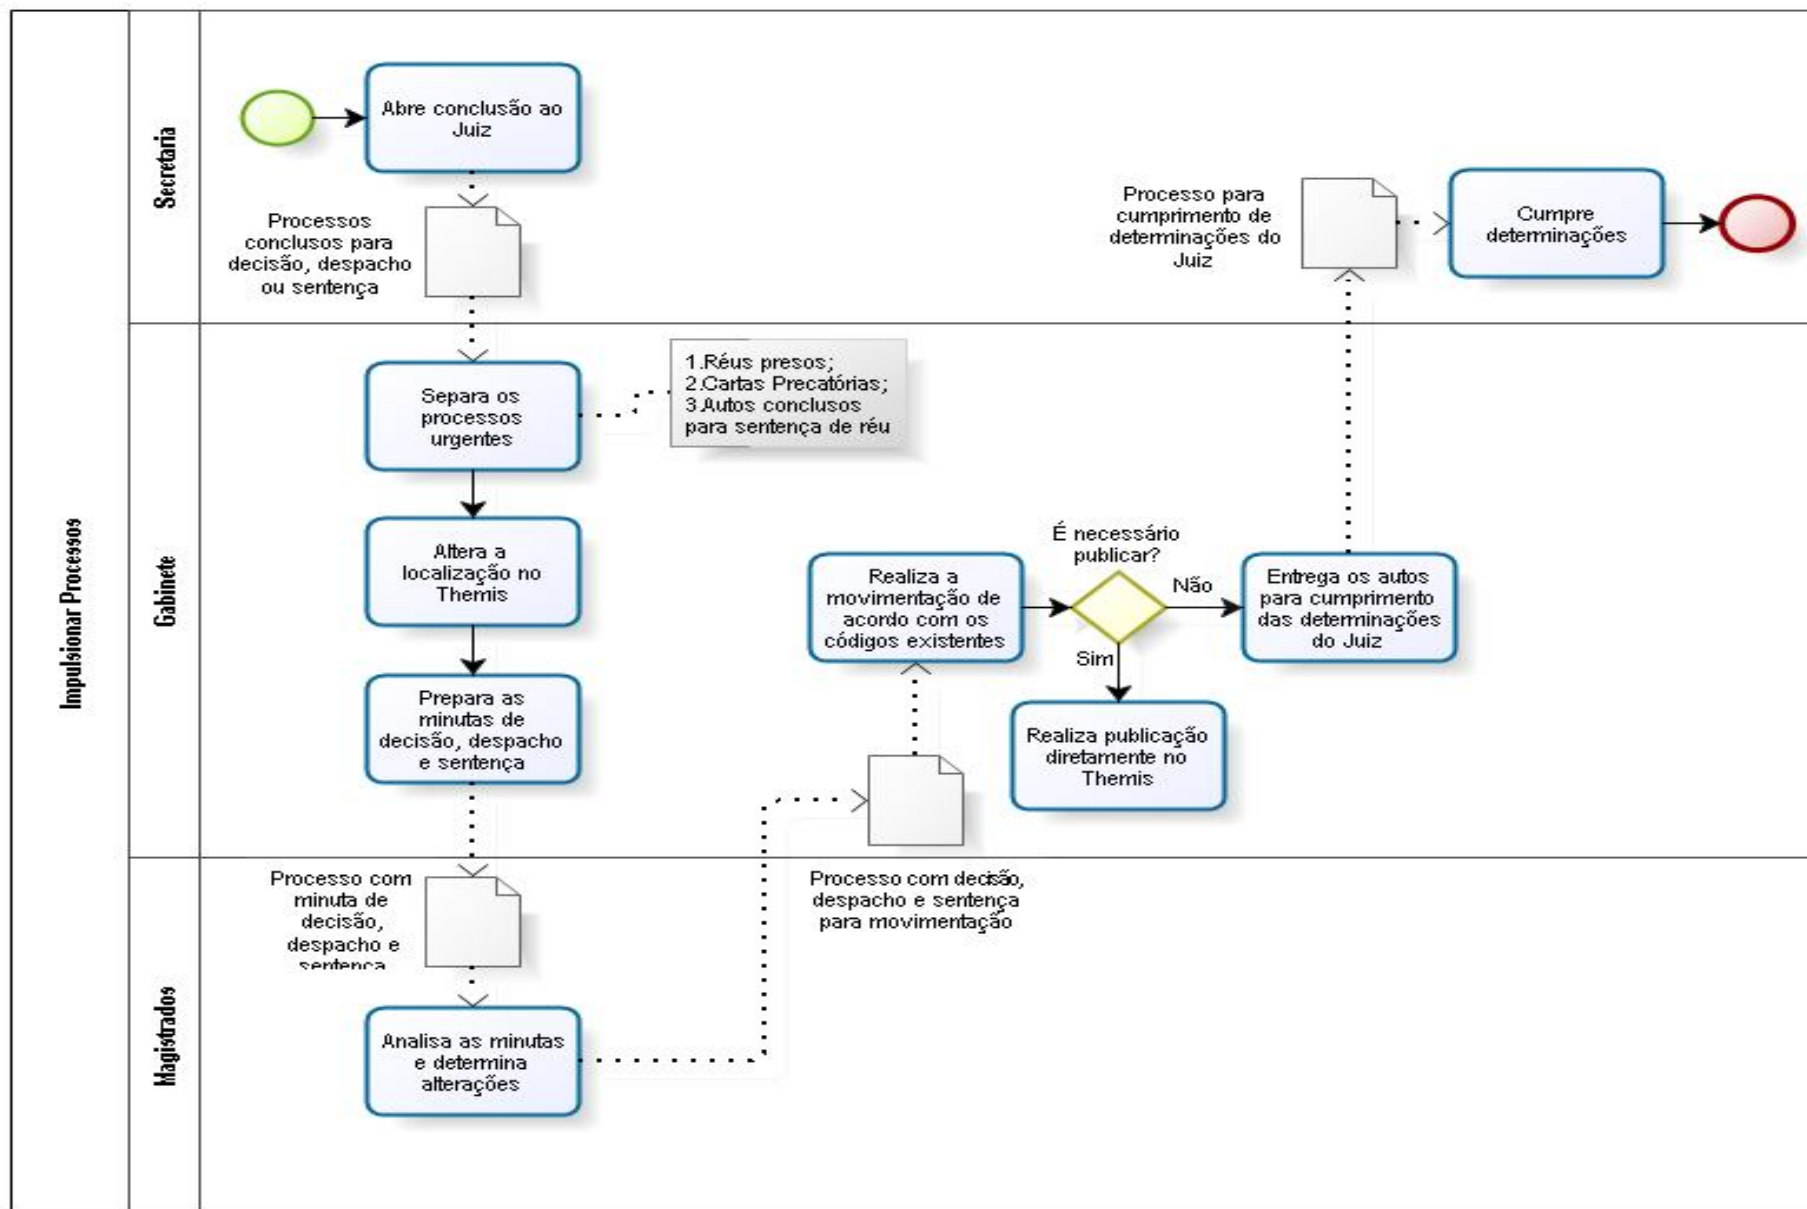 Impulsionar Processos
Secretaria
Abre conclusão ao
Juiz
Processos
conclusos para
decisão, despacho
ou sentença
Processo para
cumprimento de
determinações do
Juiz
Cumpre
determinações
Gabinete
Separa os
processos
urgentes
1.Réus presos;
2.Cartas Precatórias;
3.Autos conclusos
para sentença de réu
Altera a
localização no
Themis
Prepara as
minutas de
decisão, despacho
e sentença
Realiza a
movimentação de
acordo com os
códigos existentes
É necessário
publicar?
Não
Sim
Entrega os autos
para cumprimento
das determinações
do Juiz
Realiza publicação
diretamente no
Themis
Magistrados
Processo com
minuta de
decisão,
despacho e
sentença
Processo com decisão,
despacho e sentença
para movimentação
Analisa as minutas
e determina
alterações